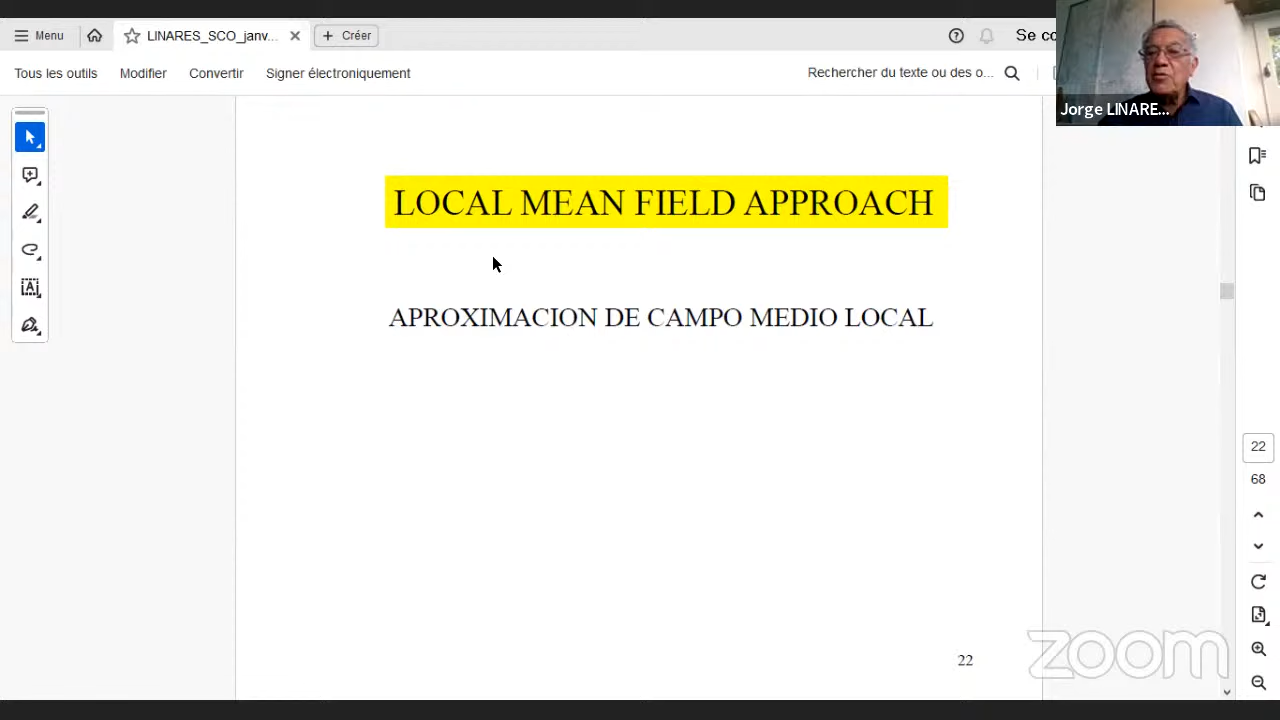 Menu
LINARES_SCO_janv...
Créer
Se co
Tous les outils
Modifier
Convertir
Signer électroniquement
Rechercher du texte ou des o...
Jorge LINARE...
LOCAL MEAN FIELD APPROACH
APROXIMACION DE CAMPO MEDIO LOCAL
22
68
22
zoom